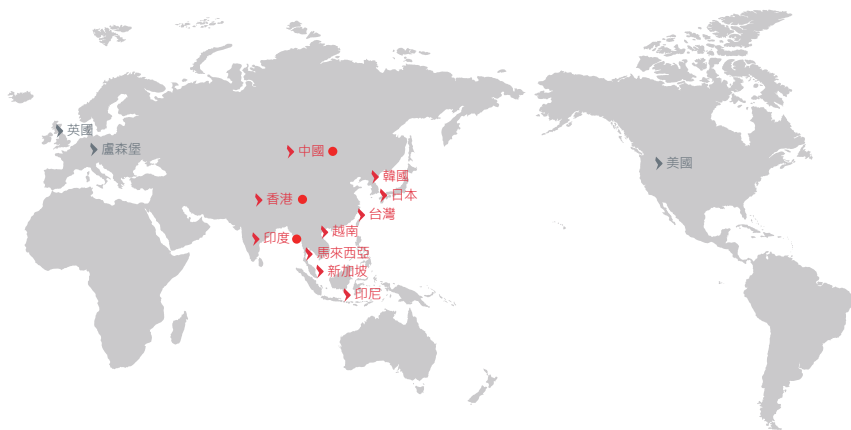 英國
盧森堡
中國
美國
韓國
日本
香港
台灣
越南
印度
馬來西亞
新加坡
印尼